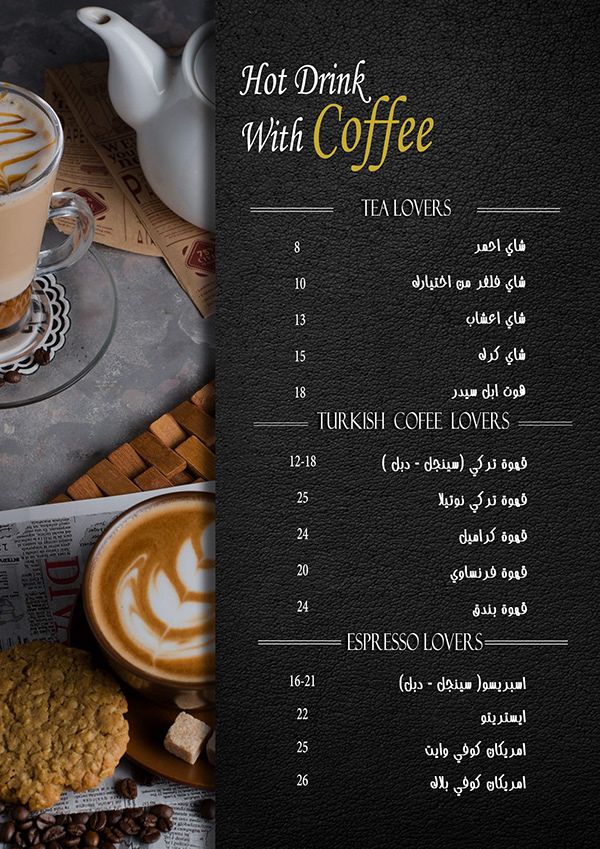 Hot Drink
With Coffee
TEA LOVERS
شاي احمر 8
شاي فلفر من اختيارك 10
شاي اعشاب 13
شاي كرك 15
هوت ابل سيدر 18
TURKISH COFEE LOVERS
قهوة تركي (سينجل - دبل ) 12-18
قهوة تركي نوتيلا 25
قهوة كراميل 24
قهوة فرنساوي 20
قهوة بندق 24
ESPRESSO LOVERS
اسبريسو( سينجل - دبل) 16-21
ايستريتو 22
امريكان كوفي وايت 25
امريكان كوفي بلاك 26
DIVA